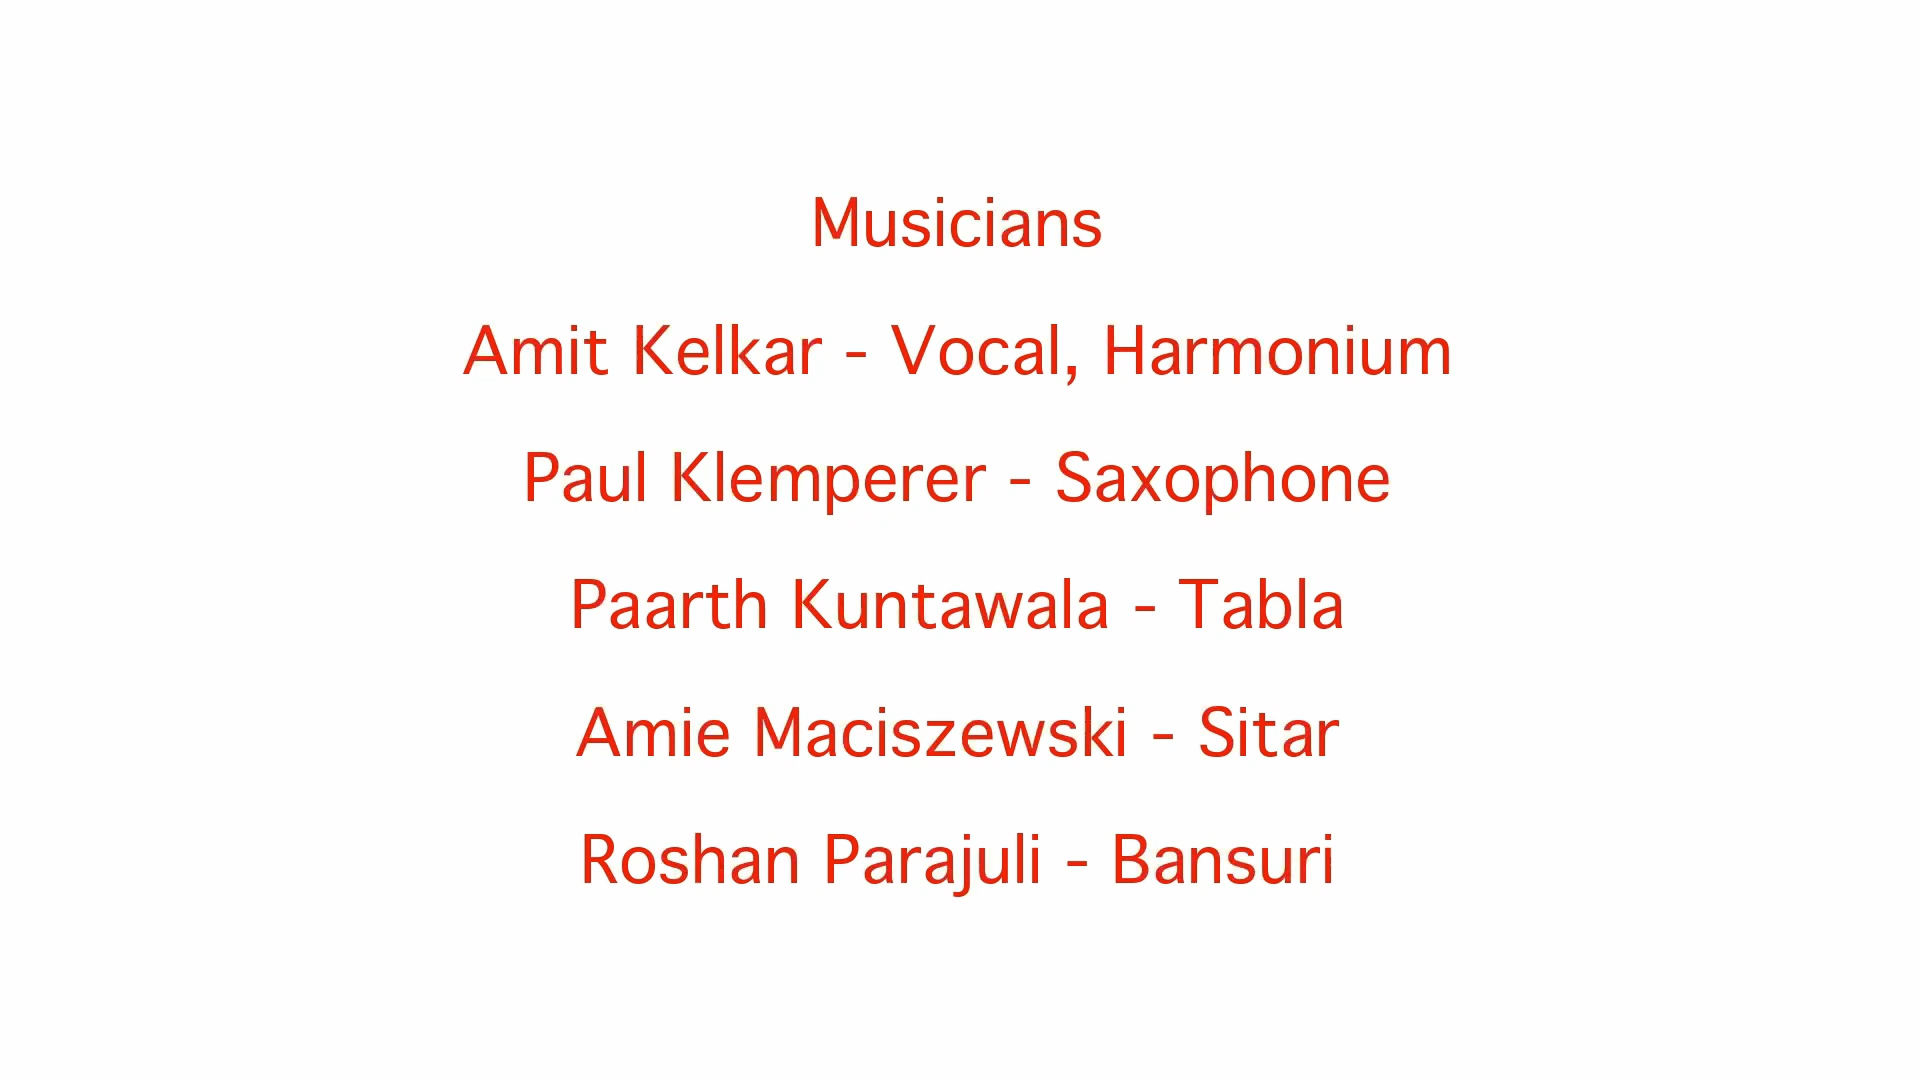 Musicians
Amit Kelkar - Vocal, Harmonium
Paul Klemperer - Saxophone
Paarth Kuntawala - Tabla
Amie Maciszewski - Sitar
Roshan Parajuli - Bansuri